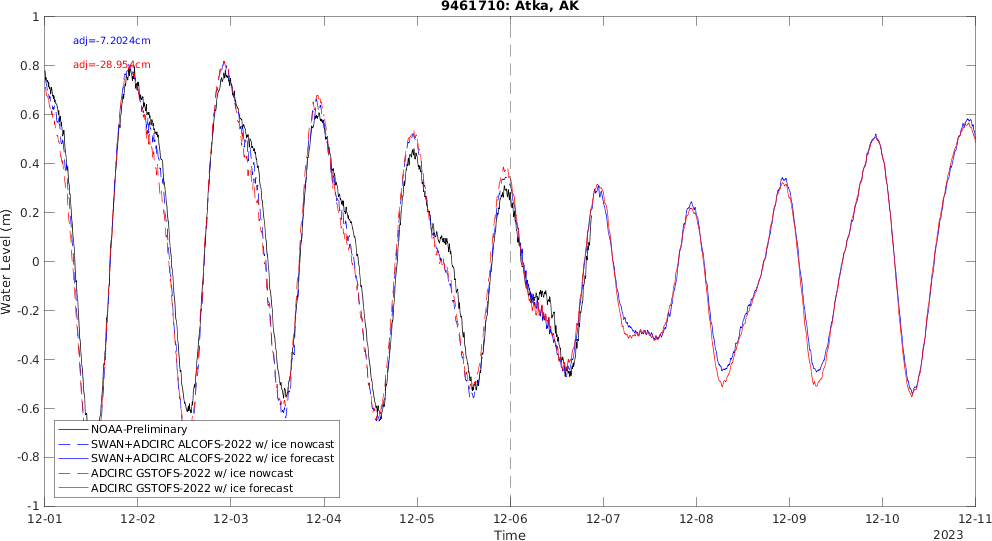 9461710: Atka, AK
adj=-7.2024cm
adj=-28.954cm
Water Level (m)
1
0.8
0.6
0.4
0.2
0
-0.2
-0.4
-0.6
-0.8
-1
NOAA-Preliminary
SWAN+ADCIRC ALCOFS-2022 w/ ice nowcast
SWAN+ADCIRC ALCOFS-2022 w/ ice forecast
ADCIRC GSTOFS-2022 w/ ice nowcast
ADCIRC GSTOFS-2022 w/ ice forecast
12-01 12-02 12-03 12-04 12-05 12-06 12-07 12-08 12-09 12-10 12-11
Time
2023